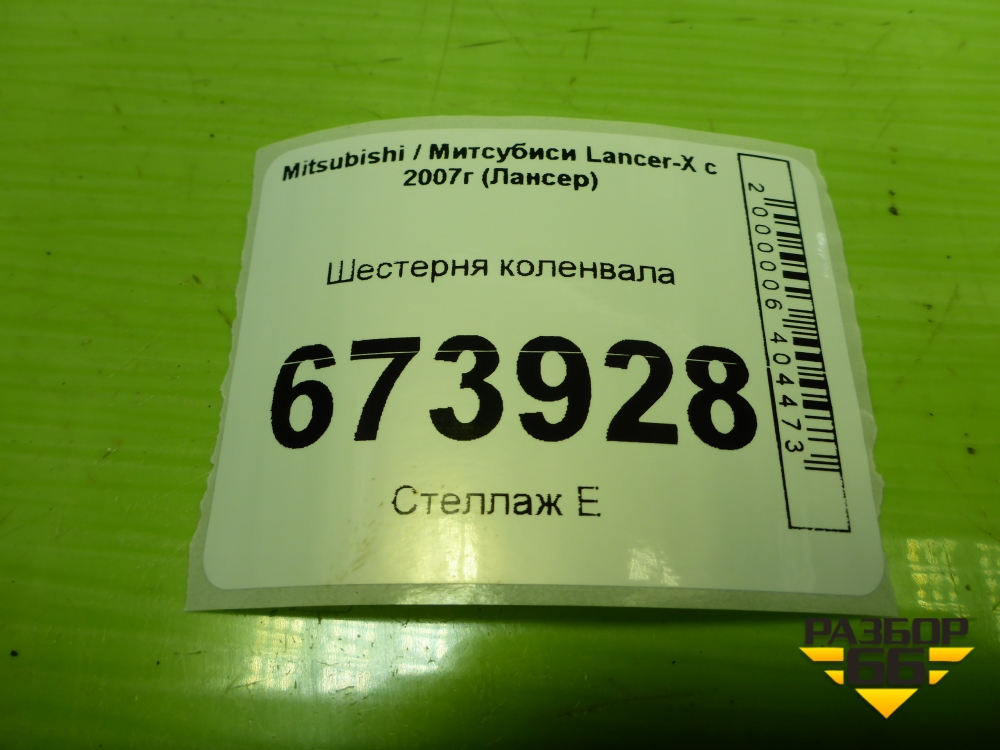 Mitsubishi / Митсубиси Lancer-X с
2007г (Лансер)
Шестерня коленвала
673928
Стеллаж Е
2000006404473
РАЗБОР
66